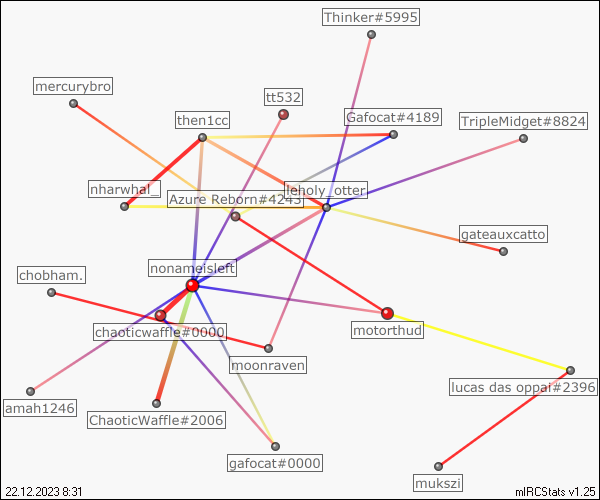 Thinker#5995
mercurybro
tt532
then1cc
Gafocat#4189
TripleMidget#8824
nharwhal_
Azure Reborn#4243
leholy_otter
gateauxcatto
nonameisleft
chobham.
chaoticwaffle#0000
motorthud
moonraven
lucas das oppai#2396
amah1246
ChaoticWaffle#2006
gafocat#0000
mukszi
22.12.2023 8:31
mIRCStats v1.25